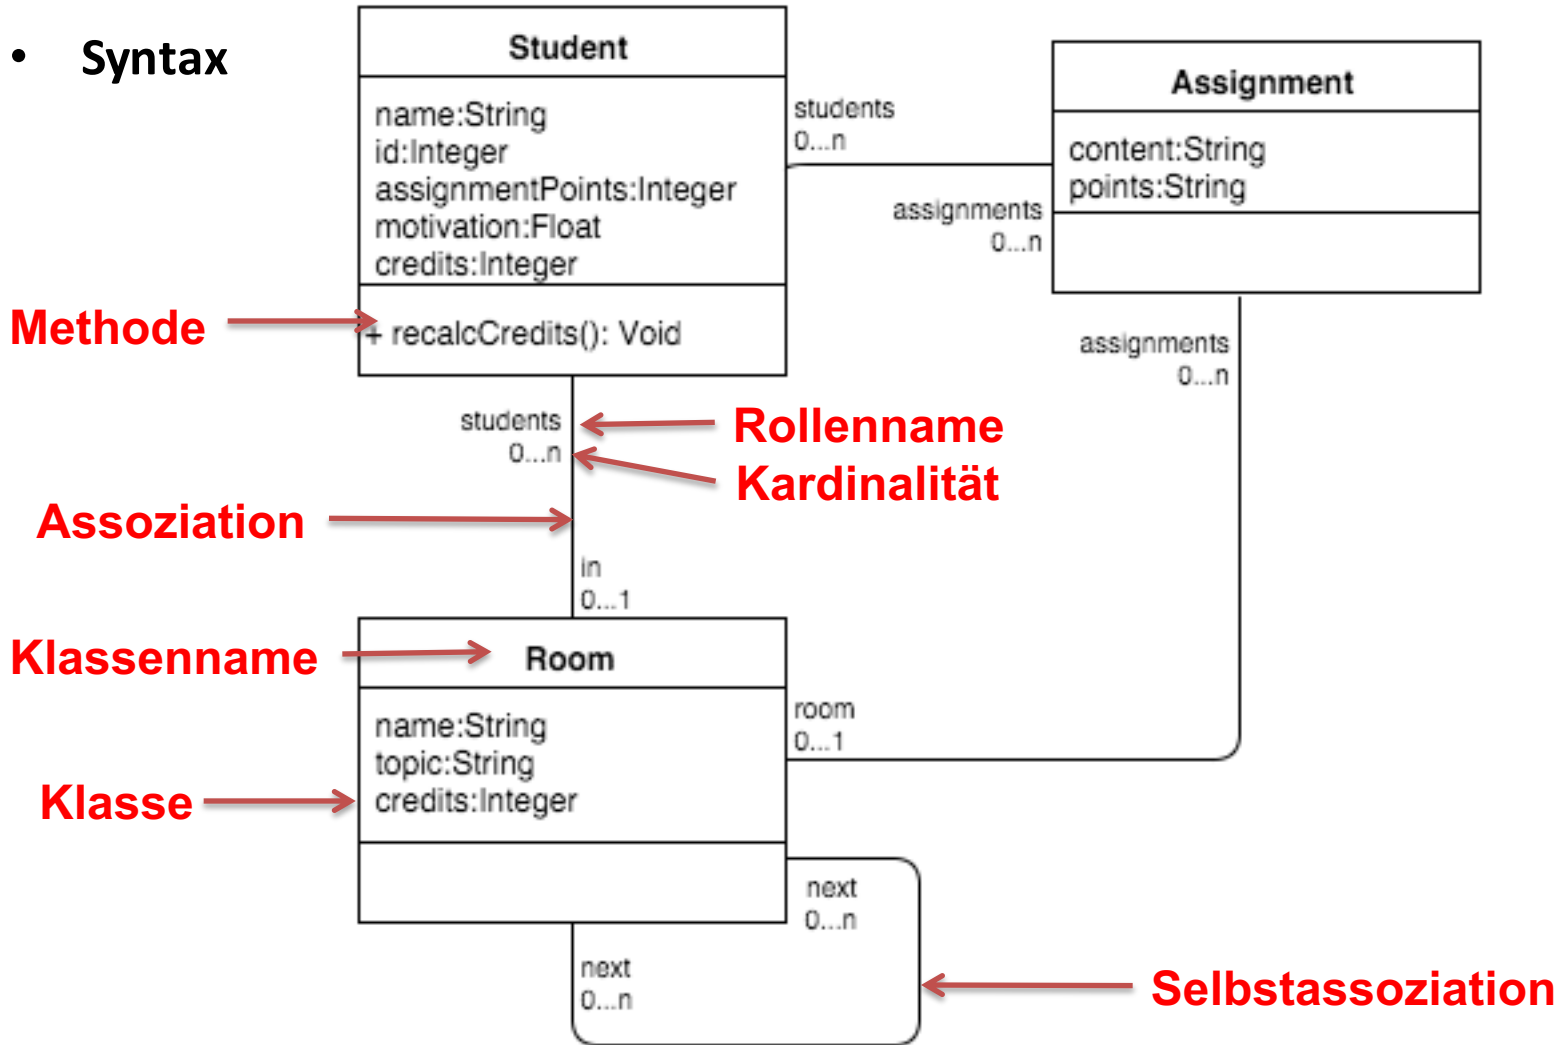 • Syntax
Student
name:String
id:Integer
assignmentPoints:Integer
motivation:Float
credits:Integer
+ recalcCredits(): Void
Assignment
content:String
points:String
students
0...n
assignments
0...n
assignments
0...n
Methode
students
0...n
Rollenname
Kardinalität
Assoziation
in
0...1
Klassenname
Room
name:String
topic:String
credits:Integer
room
0...1
Klasse
next
0...n
next
0...n
Selbstassoziation